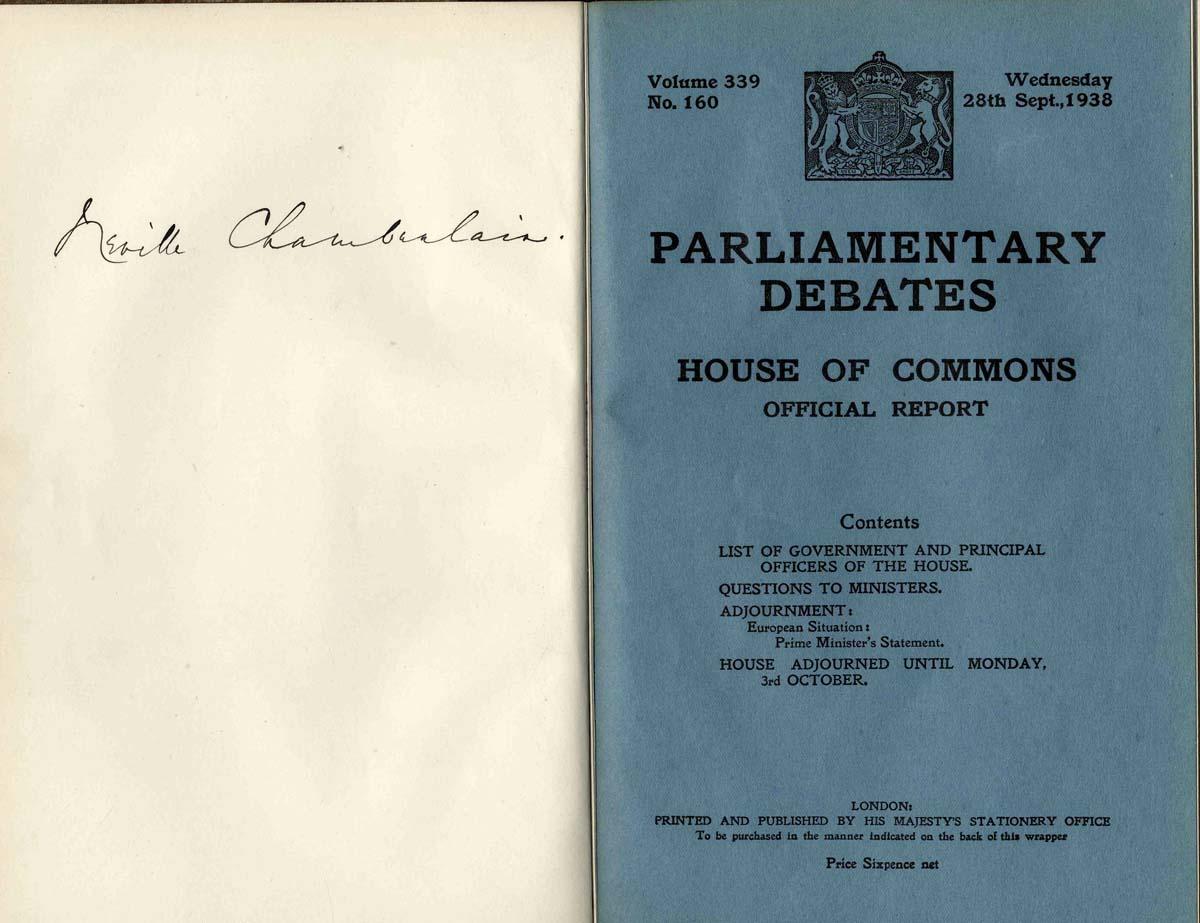 Neville Chamberlain.
Volume 339
No. 160
Wednesday
28th Sept., 1938
PARLIAMENTARY
DEBATES
HOUSE OF COMMONS
OFFICIAL REPORT
Contents
LIST OF GOVERNMENT AND PRINCIPAL
OFFICERS OF THE HOUSE.
QUESTIONS TO MINISTERS.
ADJOURNMENT:
European Situation:
Prime Minister's Statement.
HOUSE ADJOURNED UNTIL MONDAY,
3rd OCTOBER.
LONDON:
PRINTED AND PUBLISHED BY HIS MAJESTY'S STATIONERY OFFICE
To be purchased in the manner indicated on the back of this wrapper
Price Sixpence net